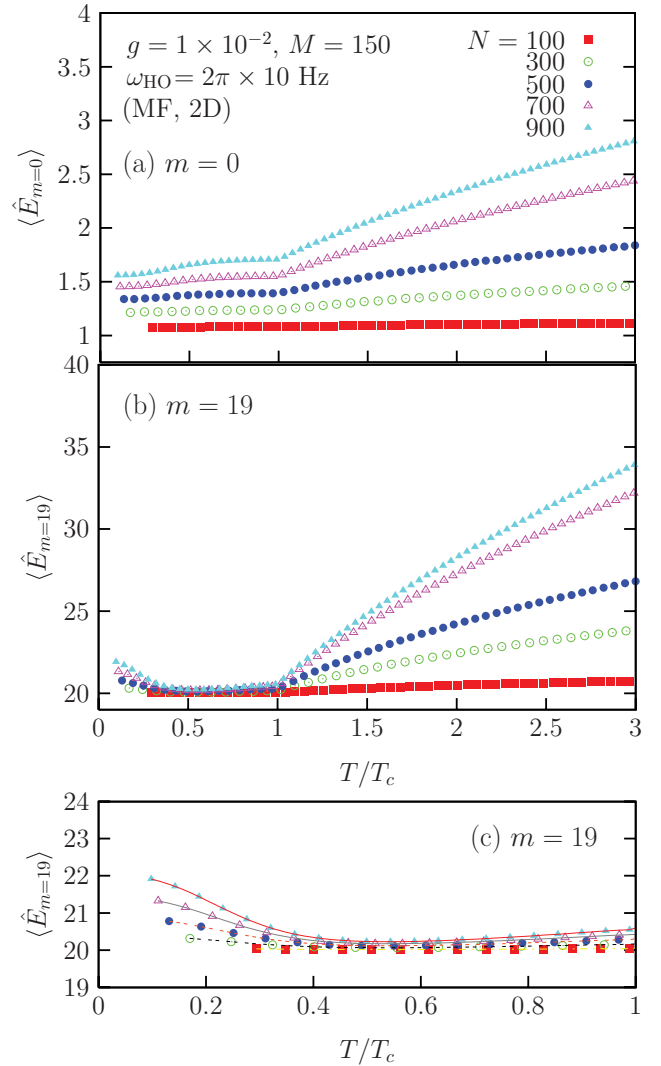 4
3.5
3
2.5
2
1.5
1
⟨Ê_{m=0}⟩
g = 1 × 10^{−2}, M = 150
ω_{HO} = 2π × 10 Hz
(MF, 2D)
(a) m = 0
N = 100
300
500
700
900
40
35
30
25
20
⟨Ê_{m=19}⟩
(b) m = 19
0 0.5 1 1.5 2 2.5 3
T/T_c
24
23
22
21
20
19
⟨Ê_{m=19}⟩
(c) m = 19
0 0.2 0.4 0.6 0.8 1
T/T_c